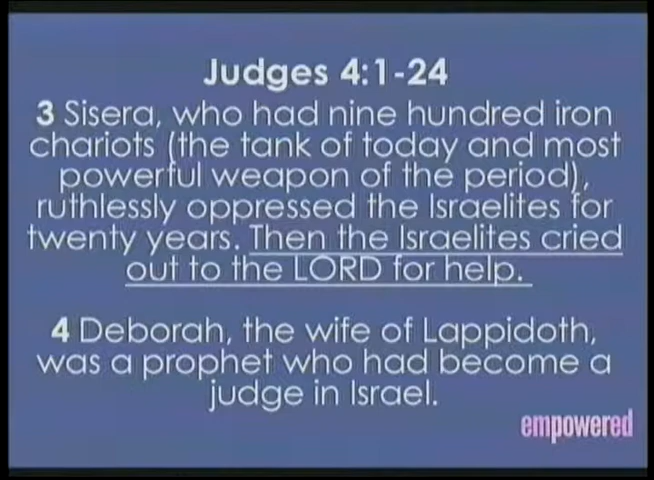 Judges 4:1-24
3 Sisera, who had nine hundred iron
chariots (the tank of today and most
powerful weapon of the period),
ruthlessly oppressed the Israelites for
twenty years. Then the Israelites cried
out to the LORD for help.
4 Deborah, the wife of Lappidoth,
was a prophet who had become a
judge in Israel.
empowered